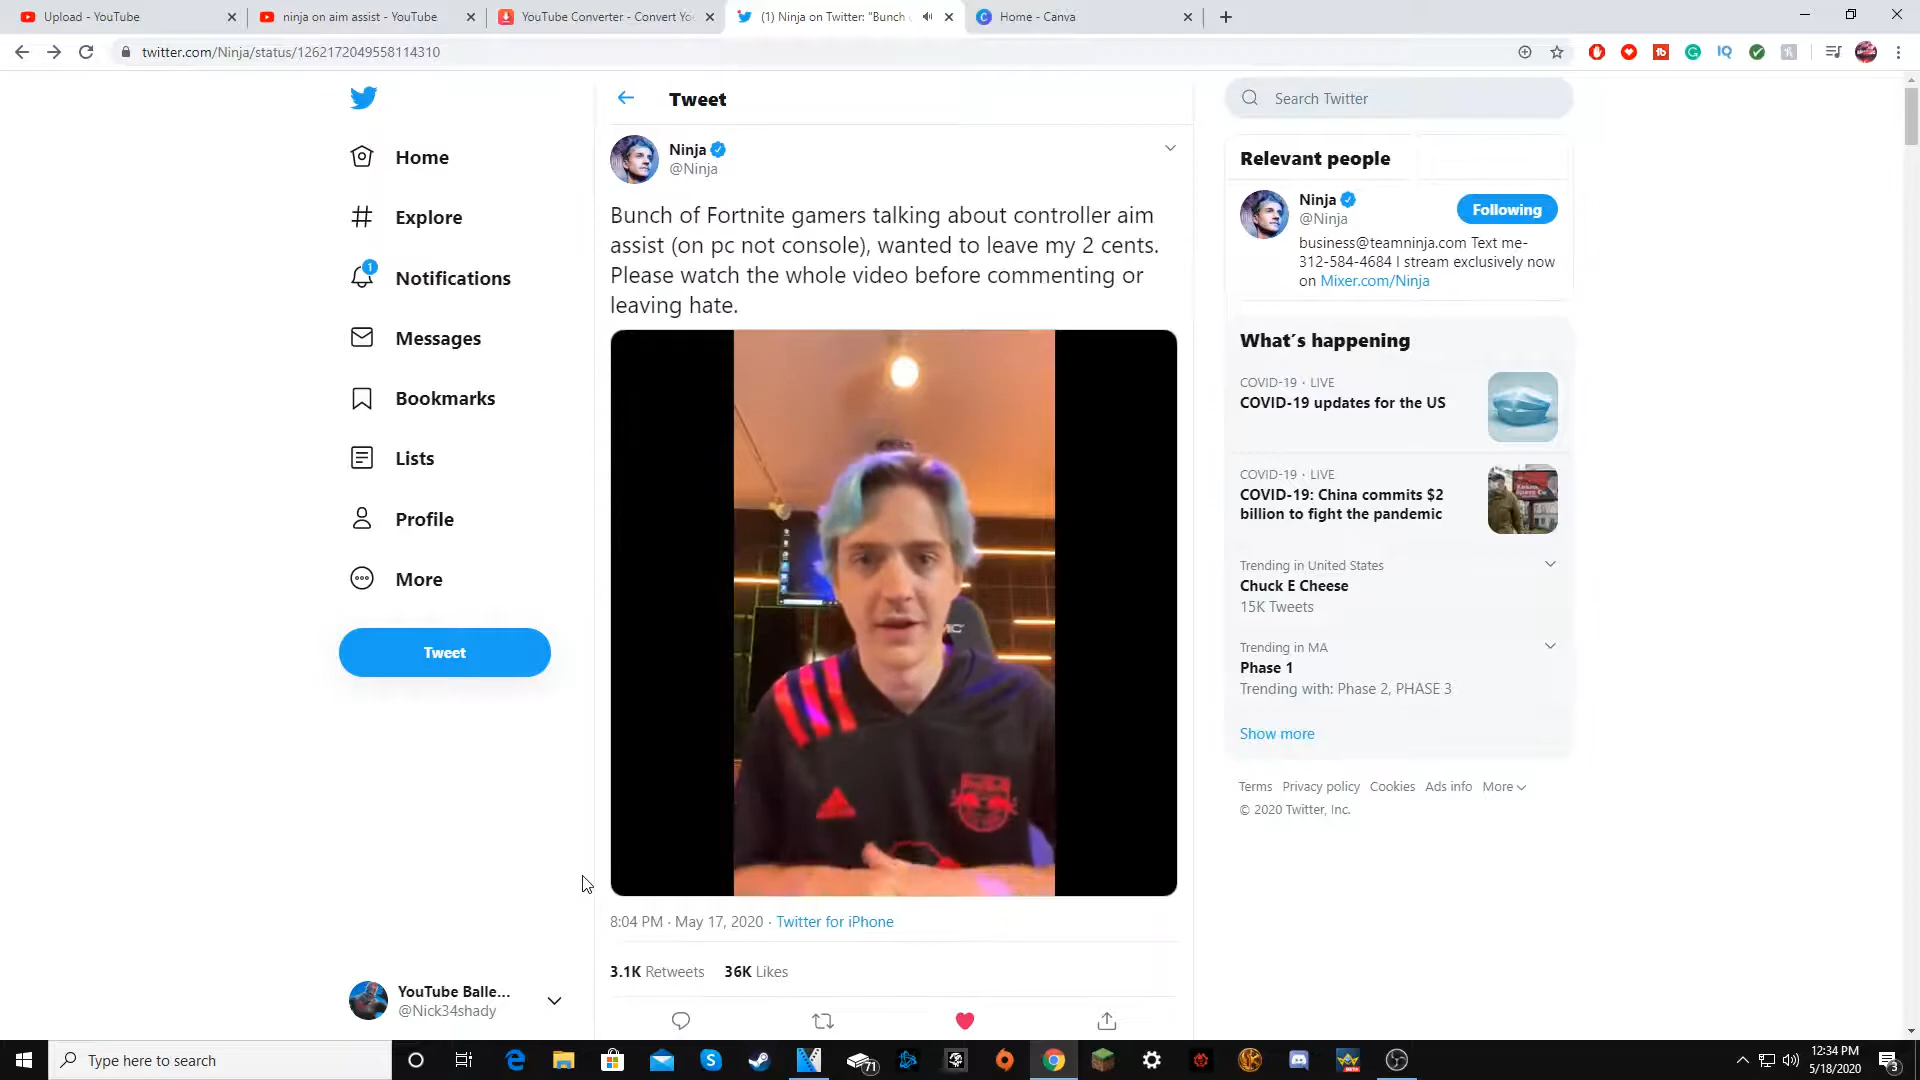 Upload - YouTube
ninja on aim assist - YouTube
YouTube Converter - Convert Yo
(1) Ninja on Twitter: "Bunch
Home - Canva
twitter.com/Ninja/status/1262172049558114310
Tweet
Search Twitter
Home
Explore
1
Notifications
Messages
Bookmarks
Lists
Profile
More
Tweet
YouTube Balle...
@Nick34shady
Ninja
@Ninja
Bunch of Fortnite gamers talking about controller aim
assist (on pc not console), wanted to leave my 2 cents.
Please watch the whole video before commenting or
leaving hate.
8:04 PM · May 17, 2020 · Twitter for iPhone
3.1K Retweets 36K Likes
Relevant people
Ninja
@Ninja
Following
business@teamninja.com Text me-
312-584-4684 I stream exclusively now
on Mixer.com/Ninja
What's happening
COVID-19 · LIVE
COVID-19 updates for the US
COVID-19 · LIVE
COVID-19: China commits $2
billion to fight the pandemic
Trending in United States
Chuck E Cheese
15K Tweets
Trending in MA
Phase 1
Trending with: Phase 2, PHASE 3
Show more
Terms Privacy policy Cookies Ads info More
© 2020 Twitter, Inc.
Type here to search
71
12:34 PM
5/18/2020
3